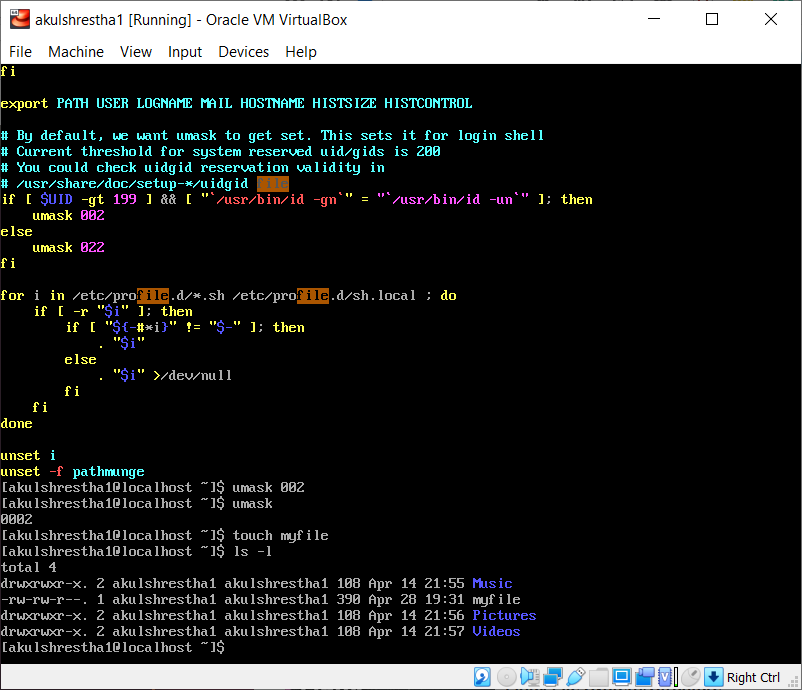 akulshrestha1 [Running] - Oracle VM VirtualBox
File Machine View Input Devices Help
fi
export PATH USER LOGNAME MAIL HOSTNAME HISTSIZE HISTCONTROL
# By default, we want umask to get set. This sets it for login shell
# Current threshold for system reserved uid/gids is 200
# You could check uidgid reservation validity in
# /usr/share/doc/setup-*/uidgid file
if [ $UID -gt 199 ] && [ "`/usr/bin/id -gn`" = "`/usr/bin/id -un`" ]; then
    umask 002
else
    umask 022
fi
for i in /etc/profile.d/*.sh /etc/profile.d/sh.local ; do
    if [ -r "$i" ]; then
        if [ "${-#*i}" != "$-" ]; then
            . "$i"
        else
            . "$i" >/dev/null
        fi
    fi
done
unset i
unset -f pathmunge
[akulshrestha1@localhost ~]$ umask 002
[akulshrestha1@localhost ~]$ umask
0002
[akulshrestha1@localhost ~]$ touch myfile
[akulshrestha1@localhost ~]$ ls -l
total 4
drwxrwxr-x. 2 akulshrestha1 akulshrestha1 108 Apr 14 21:55 Music
-rw-rw-r--. 1 akulshrestha1 akulshrestha1 390 Apr 28 19:31 myfile
drwxrwxr-x. 2 akulshrestha1 akulshrestha1 108 Apr 14 21:56 Pictures
drwxrwxr-x. 2 akulshrestha1 akulshrestha1 108 Apr 14 21:57 Videos
[akulshrestha1@localhost ~]$
Right Ctrl